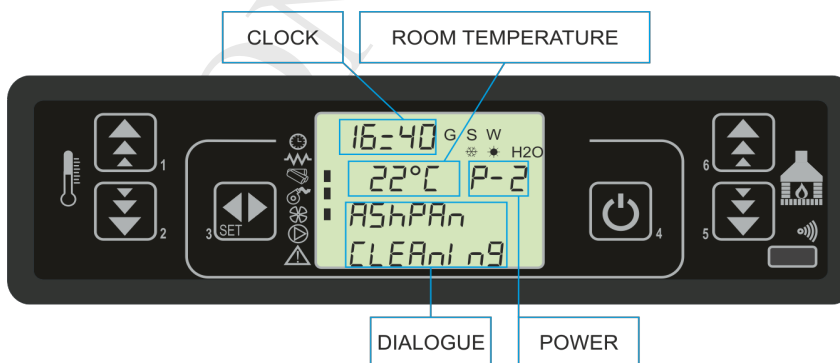 CLOCK
ROOM TEMPERATURE
16:40 G S W
H2O
22°C P-2
1
6
AShPAn
3 SET
4
2
5
CLEAnIng
DIALOGUE
POWER